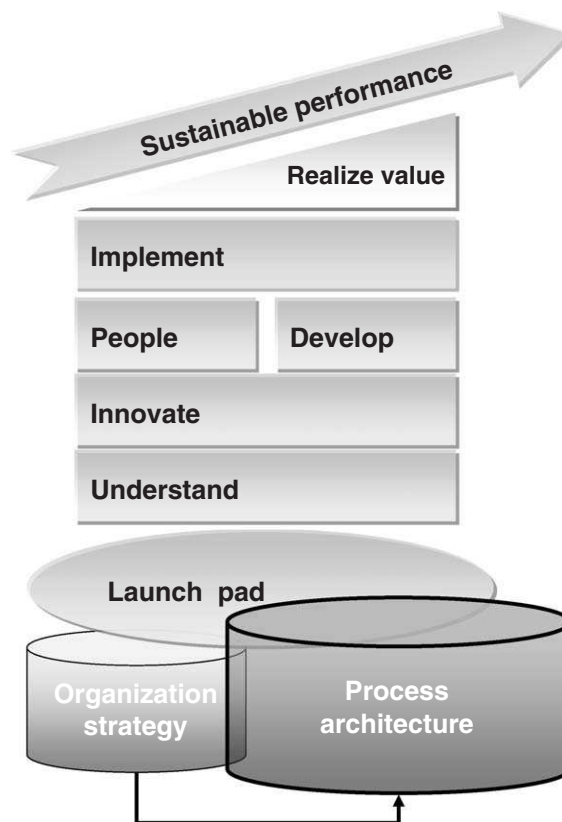 Sustainable performance
Realize value
Implement
People
Develop
Innovate
Understand
Launch pad
Organization
strategy
Process
architecture